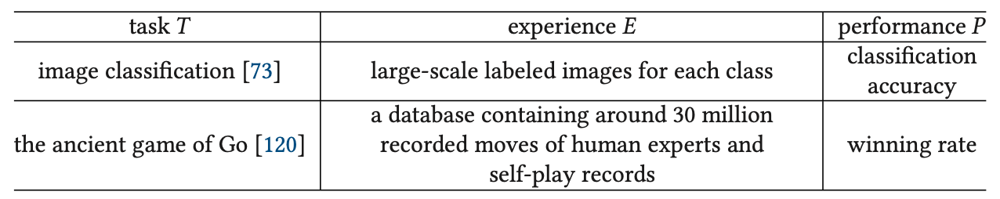 task T experience E performance P
image classification [73] large-scale labeled images for each class classification
accuracy
the ancient game of Go [120] a database containing around 30 million
recorded moves of human experts and
self-play records winning rate